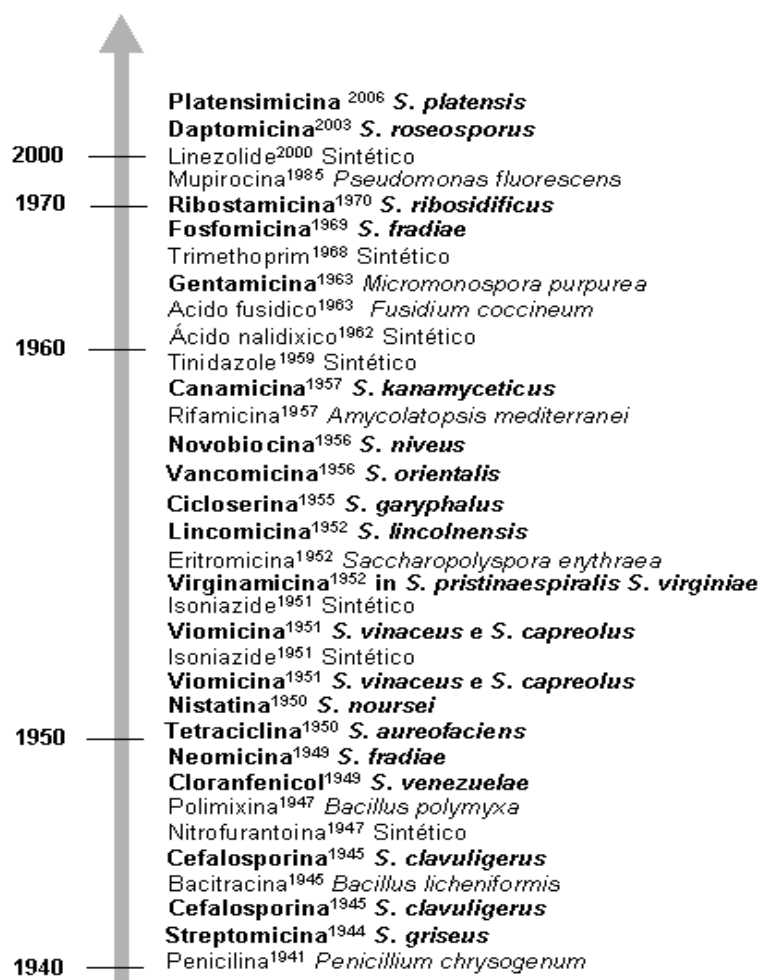 Platensimicina 2006 S. platensis
Daptomicina2003 S. roseosporus
2000
Linezolide2000 Sintético
Mupirocina1985 Pseudomonas fluorescens
1970
Ribostamicina1970 S. ribosidificus
Fosfomicina1969 S. fradiae
Trimethoprim1968 Sintético
Gentamicina1963 Micromonospora purpurea
Acido fusidico1963 Fusidium coccineum
Ácido nalidixico1962 Sintético
1960
Tinidazole1959 Sintético
Canamicina1957 S. kanamyceticus
Rifamicina1957 Amycolatopsis mediterranei
Novobiocina1956 S. niveus
Vancomicina1956 S. orientalis
Cicloserina1955 S. garyphalus
Lincomicina1952 S. lincolnensis
Eritromicina1952 Saccharopolyspora erythraea
Virginamicina1952 in S. pristinaespiralis S. virginiae
Isoniazide1951 Sintético
Viomicina1951 S. vinaceus e S. capreolus
Isoniazide1951 Sintético
Viomicina1951 S. vinaceus e S. capreolus
Nistatina1950 S. noursei
Tetraciclina1950 S. aureofaciens
1950
Neomicina1949 S. fradiae
Cloranfenicol1949 S. venezuelae
Polimixina1947 Bacillus polymyxa
Nitrofurantoina1947 Sintético
Cefalosporina1945 S. clavuligerus
Bacitracina1945 Bacillus licheniformis
Cefalosporina1945 S. clavuligerus
Streptomicina1944 S. griseus
1940
Penicilina1941 Penicillium chrysogenum